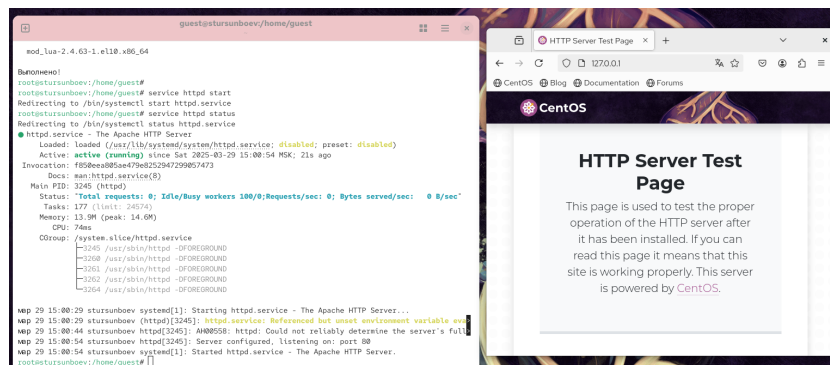 guest@stursunboev:/home/guest
mod_lua-2.4.63-1.el10.x86_64
Выполнено!
root@stursunboev:/home/guest#
root@stursunboev:/home/guest# service httpd start
Redirecting to /bin/systemctl start httpd.service
root@stursunboev:/home/guest# service httpd status
Redirecting to /bin/systemctl status httpd.service
● httpd.service - The Apache HTTP Server
Loaded: loaded (/usr/lib/systemd/system/httpd.service; disabled; preset: disabled)
Active: active (running) since Sat 2025-03-29 15:00:54 MSK; 21s ago
Invocation: f850eea805ae479e8252947299057473
Docs: man:httpd.service(8)
Main PID: 3245 (httpd)
Status: "Total requests: 0; Idle/Busy workers 100/0;Requests/sec: 0; Bytes served/sec:   0 B/sec"
Tasks: 177 (limit: 24574)
Memory: 13.9M (peak: 14.6M)
CPU: 74ms
CGroup: /system.slice/httpd.service
├─3245 /usr/sbin/httpd -DFOREGROUND
├─3260 /usr/sbin/httpd -DFOREGROUND
├─3261 /usr/sbin/httpd -DFOREGROUND
├─3262 /usr/sbin/httpd -DFOREGROUND
└─3264 /usr/sbin/httpd -DFOREGROUND
мар 29 15:00:29 stursunboev systemd[1]: Starting httpd.service - The Apache HTTP Server...
мар 29 15:00:29 stursunboev (httpd)[3245]: httpd.service: Referenced but unset environment variable eva>
мар 29 15:00:44 stursunboev httpd[3245]: AH00558: httpd: Could not reliably determine the server's full>
мар 29 15:00:54 stursunboev httpd[3245]: Server configured, listening on: port 80
мар 29 15:00:54 stursunboev systemd[1]: Started httpd.service - The Apache HTTP Server.
root@stursunboev:/home/guest#
HTTP Server Test Page
127.0.0.1
CentOS Blog Documentation Forums
CentOS
HTTP Server Test
Page
This page is used to test the proper
operation of the HTTP server after
it has been installed. If you can
read this page it means that this
site is working properly. This server
is powered by CentOS.